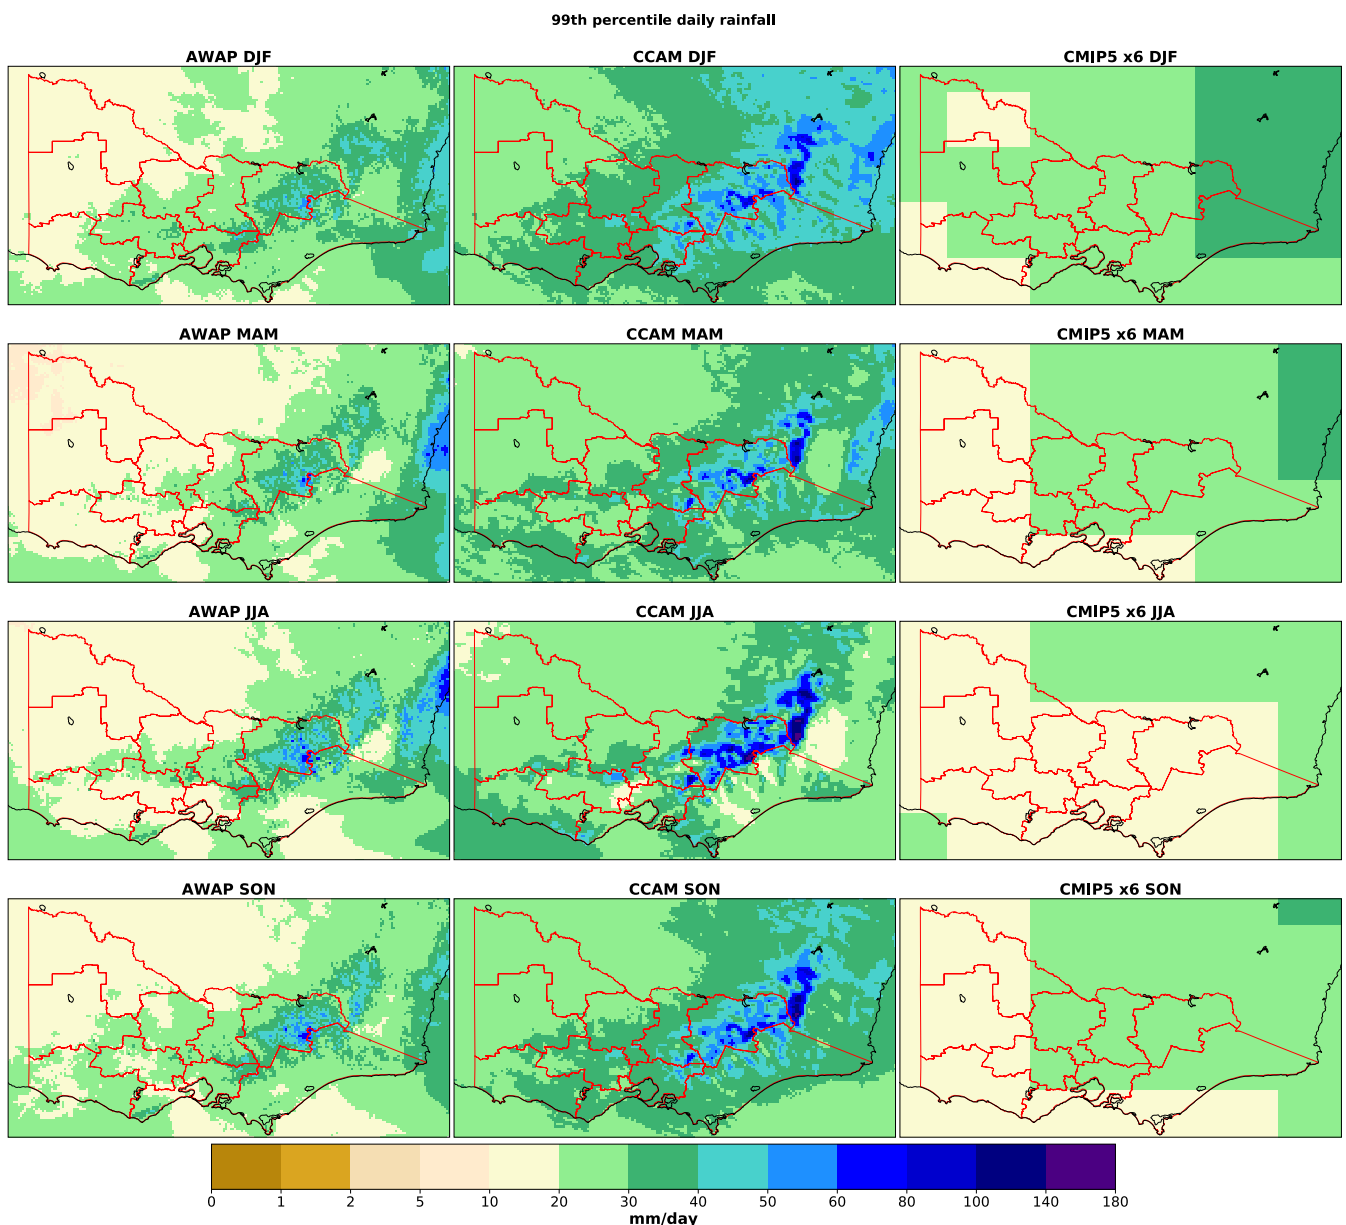 99th percentile daily rainfall
AWAP DJF
CCAM DJF
CMIP5 x6 DJF
AWAP MAM
CCAM MAM
CMIP5 x6 MAM
AWAP JJA
CCAM JJA
CMIP5 x6 JJA
AWAP SON
CCAM SON
CMIP5 x6 SON
0 1 2 5 10 20 30 40 50 60 80 100 140 180
mm/day